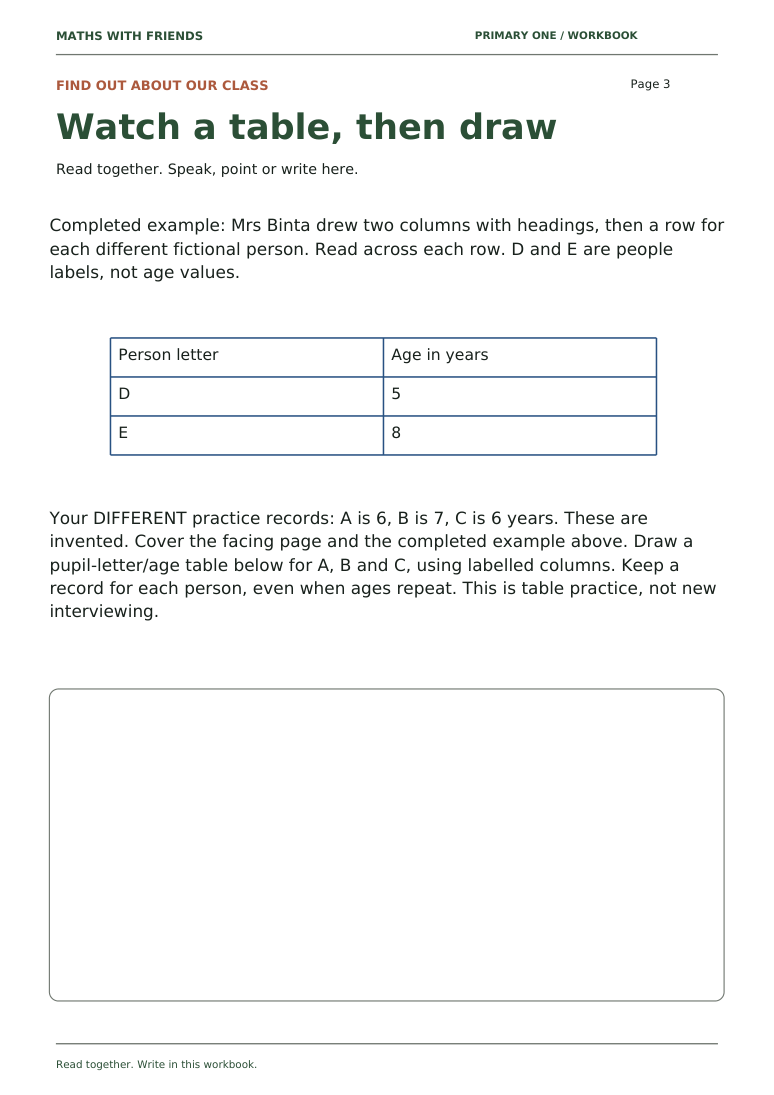 MATHS WITH FRIENDS
PRIMARY ONE / WORKBOOK
FIND OUT ABOUT OUR CLASS
Page 3
Watch a table, then draw
Read together. Speak, point or write here.
Completed example: Mrs Binta drew two columns with headings, then a row for
each different fictional person. Read across each row. D and E are people
labels, not age values.
Person letter
Age in years
D
5
E
8
Your DIFFERENT practice records: A is 6, B is 7, C is 6 years. These are
invented. Cover the facing page and the completed example above. Draw a
pupil-letter/age table below for A, B and C, using labelled columns. Keep a
record for each person, even when ages repeat. This is table practice, not new
interviewing.
Read together. Write in this workbook.